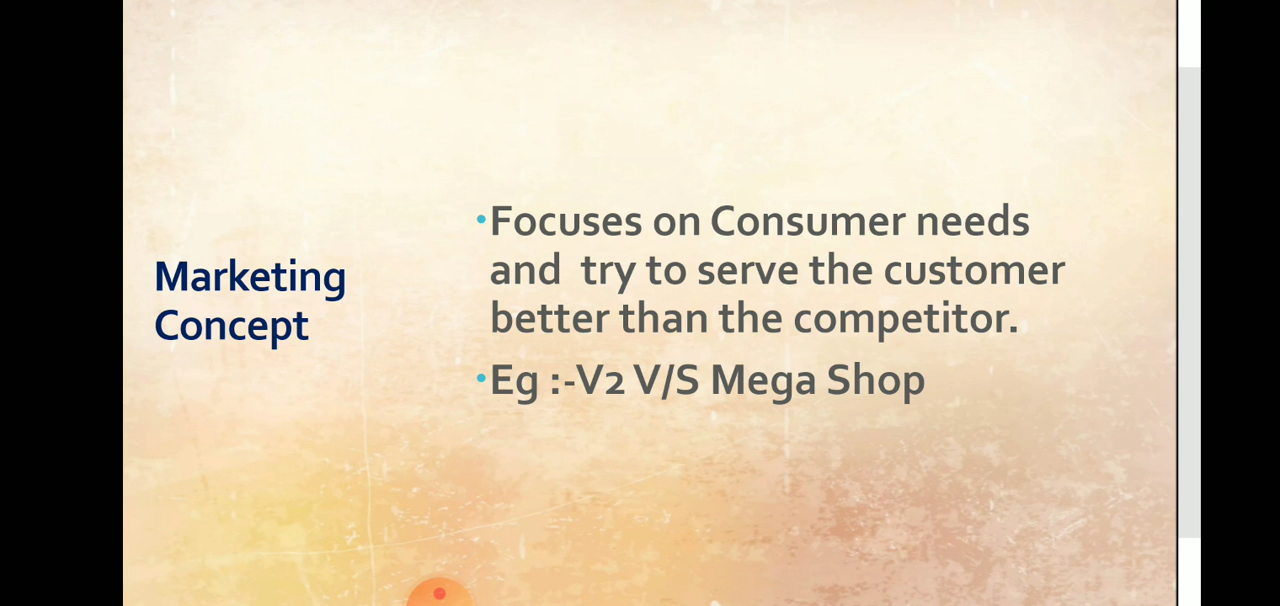 Marketing
Concept
•Focuses on Consumer needs
and  try to serve the customer
better than the competitor.
•Eg :-V2 V/S Mega Shop